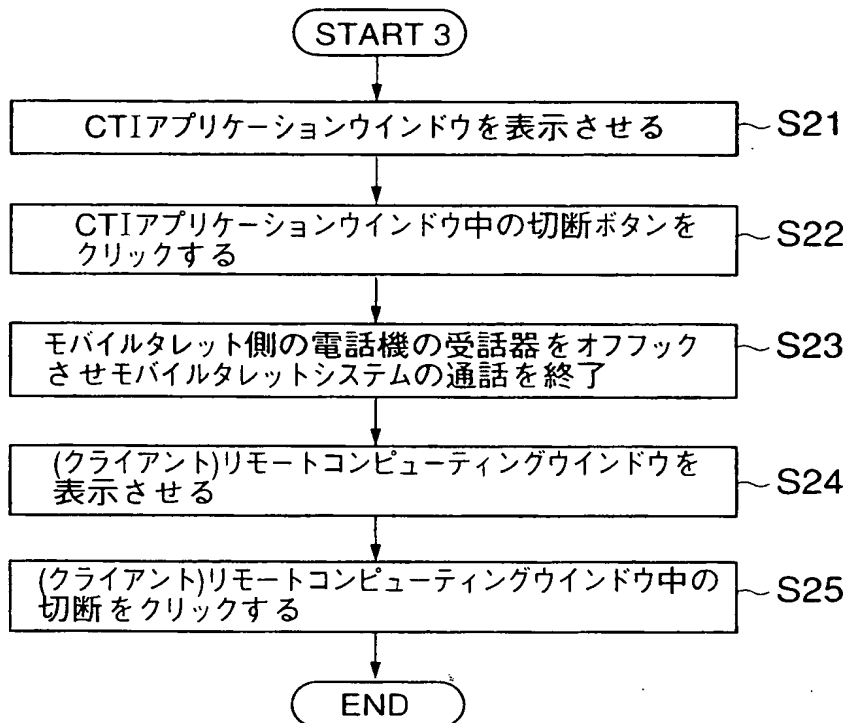 START 3
CTIアプリケーションウインドウを表示させる
S21
CTIアプリケーションウインドウ中の切断ボタンを
クリックする
S22
モバイルタレット側の電話機の受話器をオフフック
させモバイルタレットシステムの通話を終了
S23
(クライアント)リモートコンピューティングウインドウを
表示させる
S24
(クライアント)リモートコンピューティングウインドウ中の
切断をクリックする
S25
END